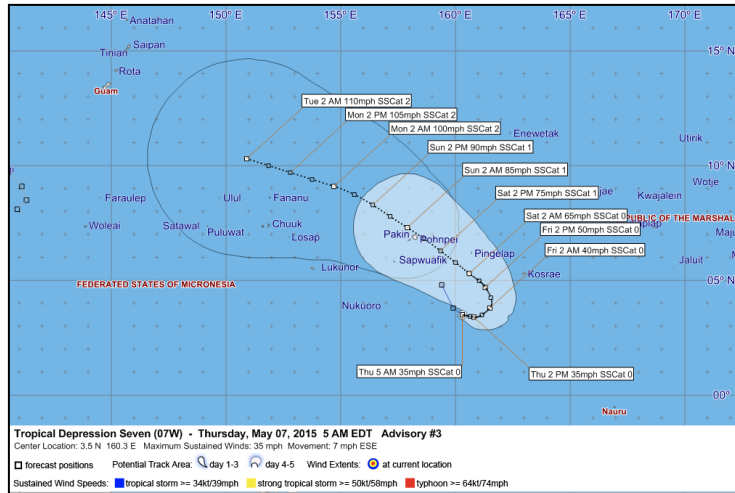 145° E 150° E 155° E 160° E 165° E 170° E
Anatahan
Saipan
Tinian
15° N
Rota
Guam
Tue 2 AM 110mph SSCat 2
Mon 2 PM 105mph SSCat 2
Mon 2 AM 100mph SSCat 2
Enewetak
Utirik
Sun 2 PM 90mph SSCat 1
10° N
Sun 2 AM 85mph SSCat 1
Wotje
Sat 2 PM 75mph SSCat 1
jae
Kwajalein
Faraulep
Ulul
Fananu
Sat 2 AM 65mph SSCat 0
PUBLIC OF THE MARSHAL
Woleai
Satawal
Puluwat
Chuuk
Losap
Pakin
Pohnpei
Fri 2 PM 50mph SSCat 0
plap
Maju
Sapwuafik
Pingelap
Fri 2 AM 40mph SSCat 0
Jaluit
Lukunor
Kosrae
05° N
FEDERATED STATES OF MICRONESIA
Nukuoro
Thu 5 AM 35mph SSCat 0
Thu 2 PM 35mph SSCat 0
00°
Nauru
Tropical Depression Seven (07W) - Thursday, May 07, 2015 5 AM EDT Advisory #3
Center Location: 3.5 N 160.3 E Maximum Sustained Winds: 35 mph Movement: 7 mph ESE
forecast positions Potential Track Area: day 1-3 day 4-5 Wind Extents: at current location
Sustained Wind Speeds: tropical storm >= 34kt/39mph strong tropical storm >= 50kt/58mph typhoon >= 64kt/74mph